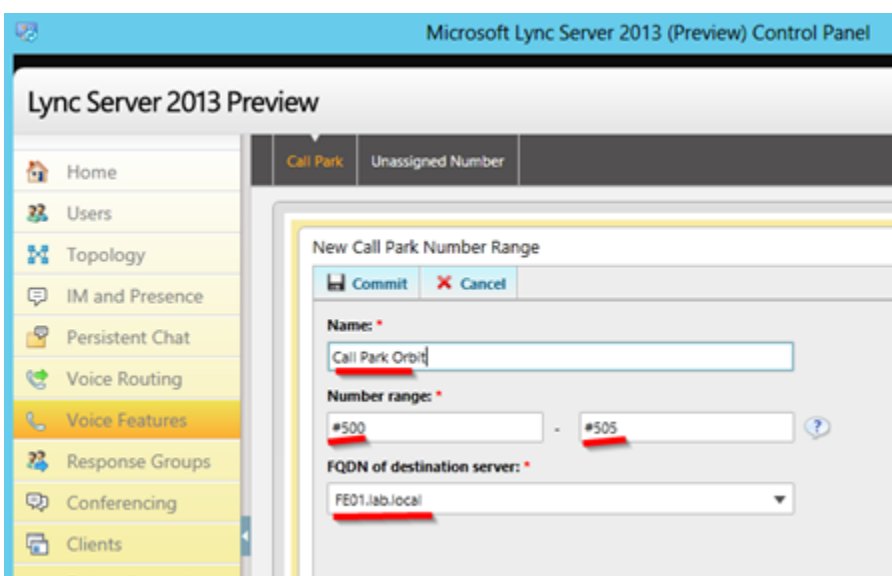 Microsoft Lync Server 2013 (Preview) Control Panel
Lync Server 2013 Preview
Call Park
Unassigned Number
Home
Users
Topology
IM and Presence
Persistent Chat
Voice Routing
Voice Features
Response Groups
Conferencing
Clients
New Call Park Number Range
Commit
Cancel
Name: *
Call Park Orbit
Number range: *
#500 - #505
?
FQDN of destination server: *
FE01.lab.local